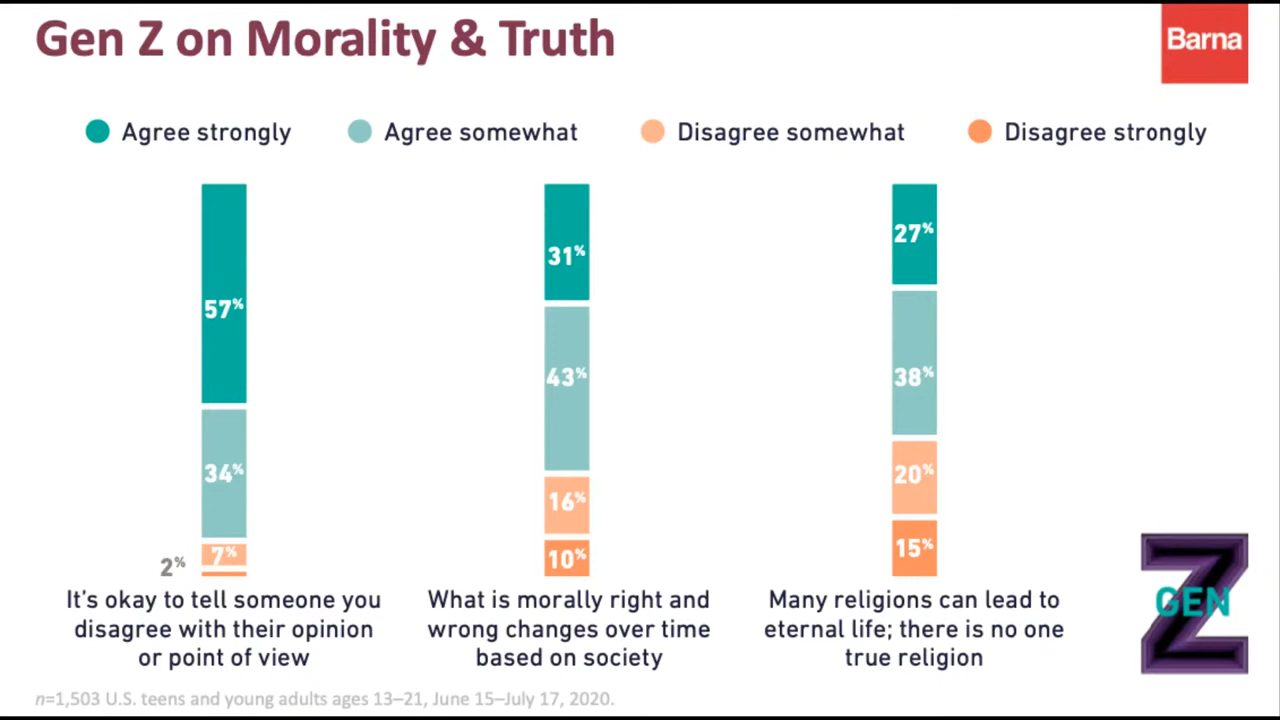 Gen Z on Morality & Truth
Barna
Agree strongly
Agree somewhat
Disagree somewhat
Disagree strongly
57%
34%
7%
2%
It's okay to tell someone you
disagree with their opinion
or point of view
31%
43%
16%
10%
What is morally right and
wrong changes over time
based on society
27%
38%
20%
15%
Many religions can lead to
eternal life; there is no one
true religion
GEN
Z
n=1,503 U.S. teens and young adults ages 13–21, June 15–July 17, 2020.